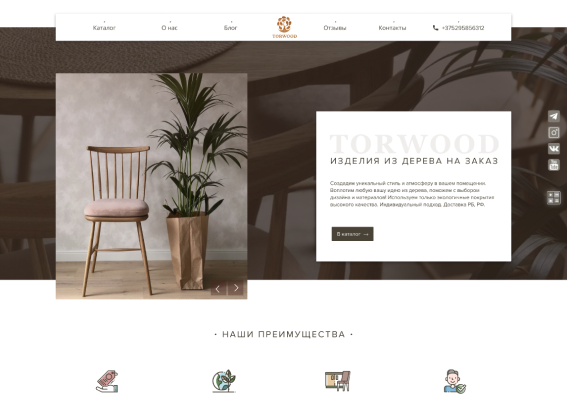 Каталог
О нас
Блог
TORWOOD
Отзывы
Контакты
+375295856312
TORWOOD
ИЗДЕЛИЯ ИЗ ДЕРЕВА НА ЗАКАЗ
Создадим уникальный стиль и атмосферу в вашем помещении.
Воплотим любую вашу идею из дерева, поможем с выбором
дизайна и материалов! Используем только экологичные покрытия
высокого качества. Индивидуальный подход. Доставка РБ, РФ.
В каталог →
• НАШИ ПРЕИМУЩЕСТВА •